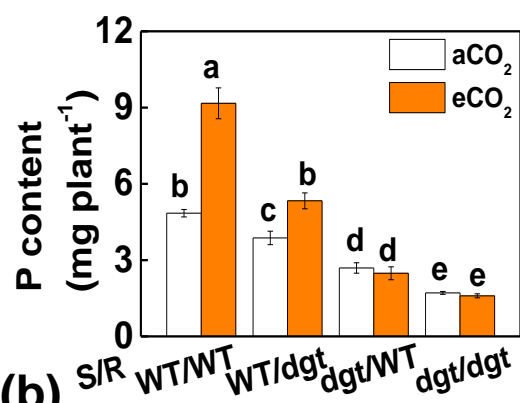 12
9
6
3
0
P content
(mg plant⁻¹)
aCO₂
eCO₂
b a c b d d e e
S/R WT/WT WT/dgt dgt/WT dgt/dgt
(b)